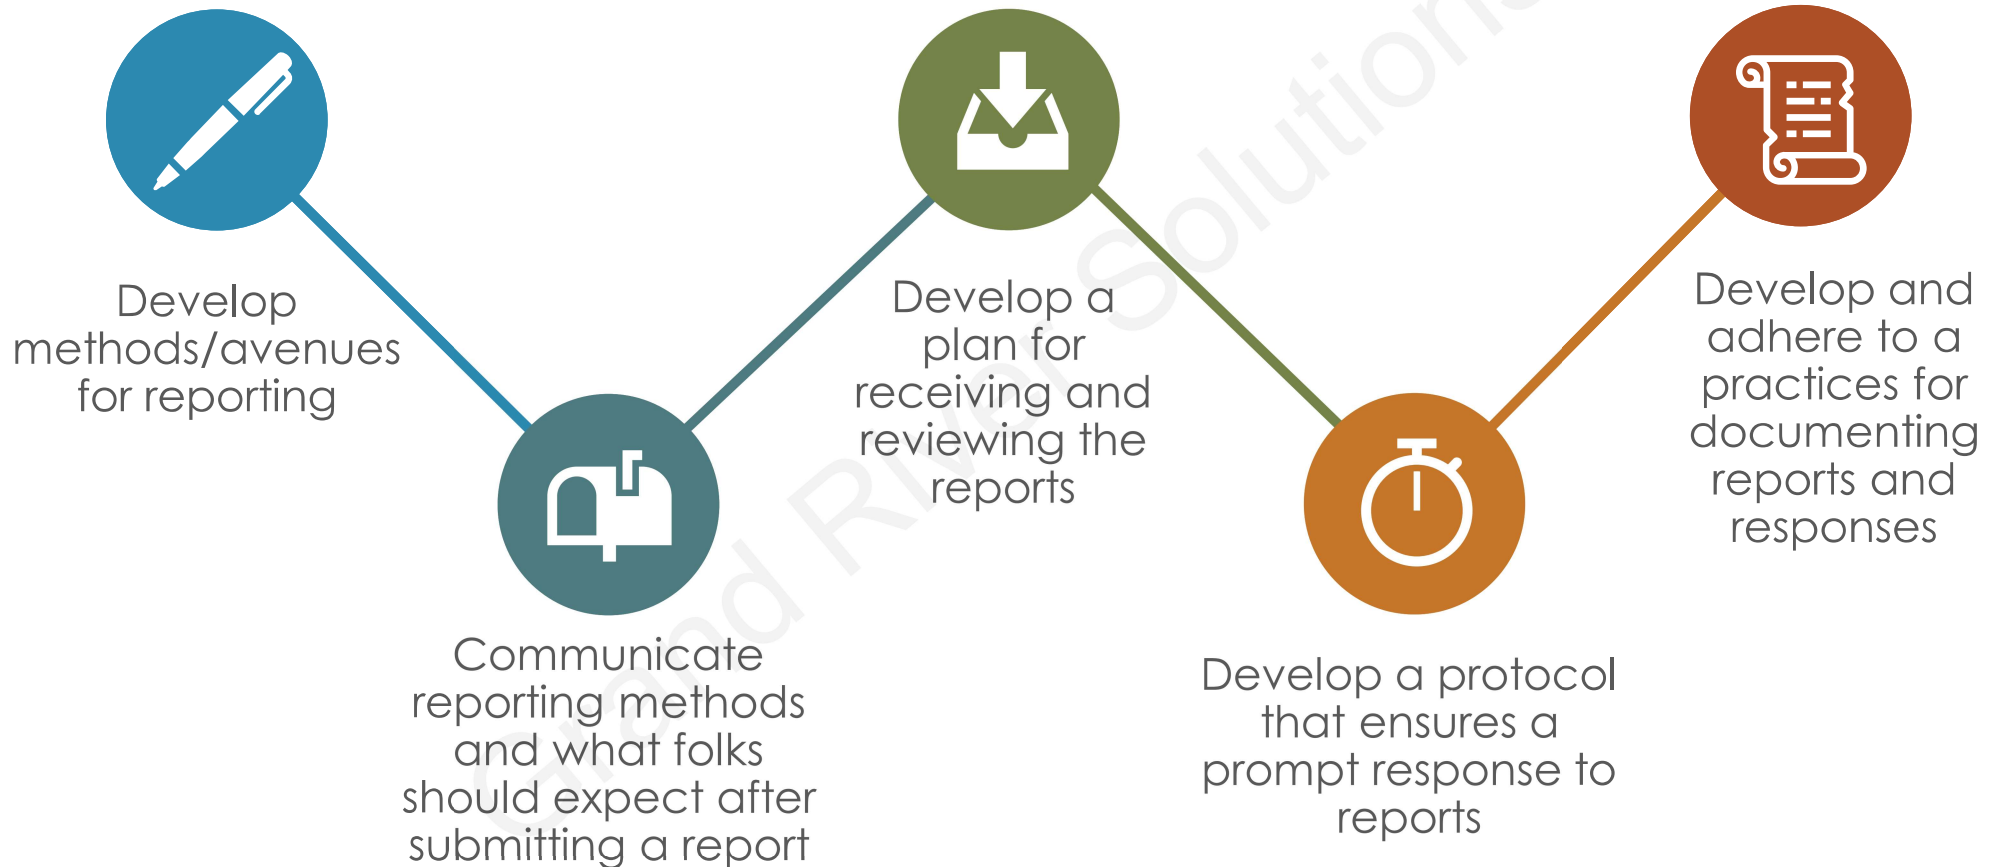 Develop
methods/avenues
for reporting
Communicate
reporting methods
and what folks
should expect after
submitting a report
Develop a
plan for
receiving and
reviewing the
reports
Develop a protocol
that ensures a
prompt response to
reports
Develop and
adhere to a
practices for
documenting
reports and
responses
Grand River Solutions